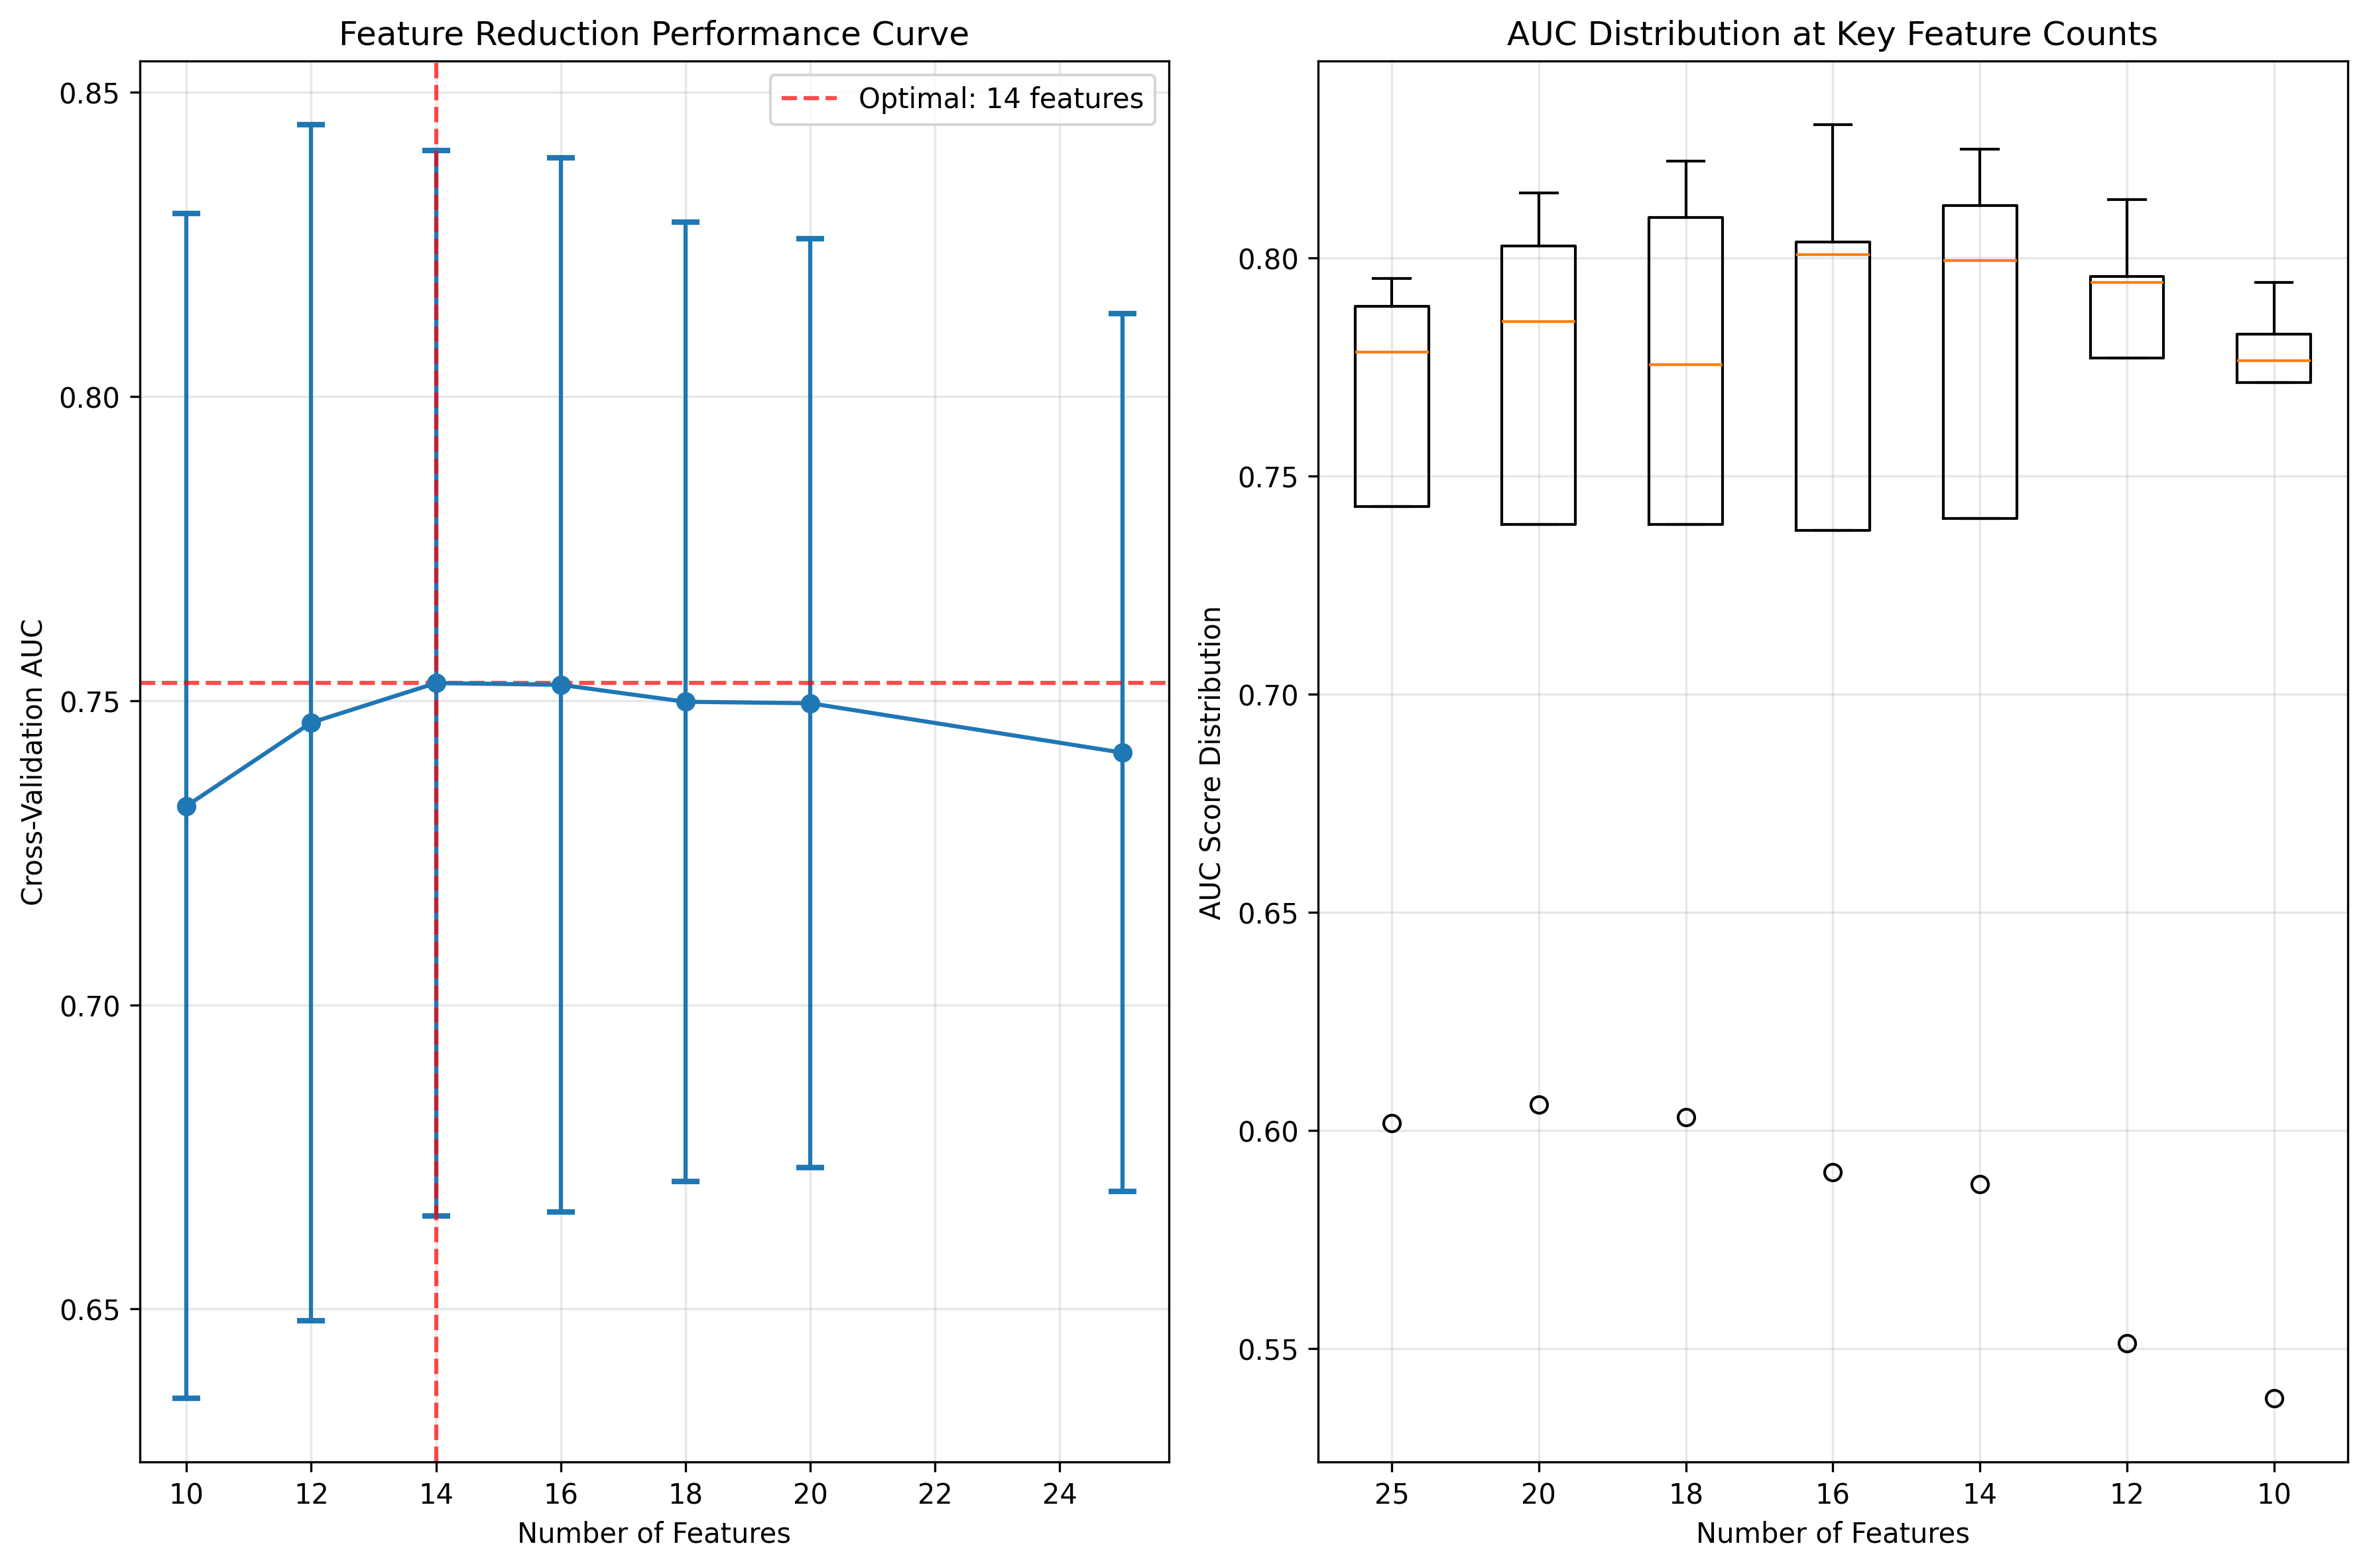 Feature Reduction Performance Curve
Optimal: 14 features
Cross-Validation AUC
0.85
0.80
0.75
0.70
0.65
10 12 14 16 18 20 22 24
Number of Features
AUC Distribution at Key Feature Counts
AUC Score Distribution
0.80
0.75
0.70
0.65
0.60
0.55
25 20 18 16 14 12 10
Number of Features